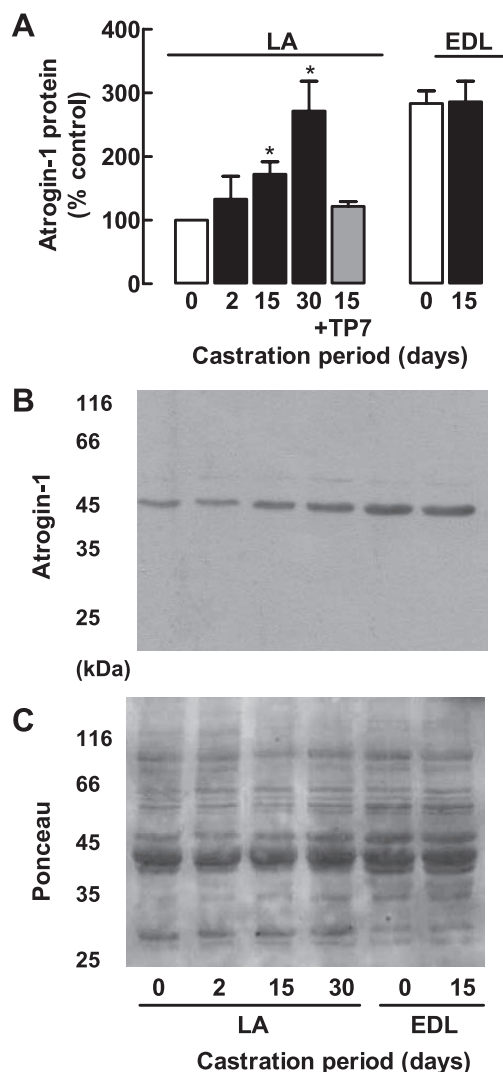 A
400
300
200
100
0
Atrogin-1 protein
(% control)
LA
EDL
*
*
0 2 15 30 15 0 15
+TP7
Castration period (days)
B
116
66
45
35
25
(kDa)
Atrogin-1
C
116
66
45
35
25
Ponceau
0 2 15 30 0 15
LA EDL
Castration period (days)